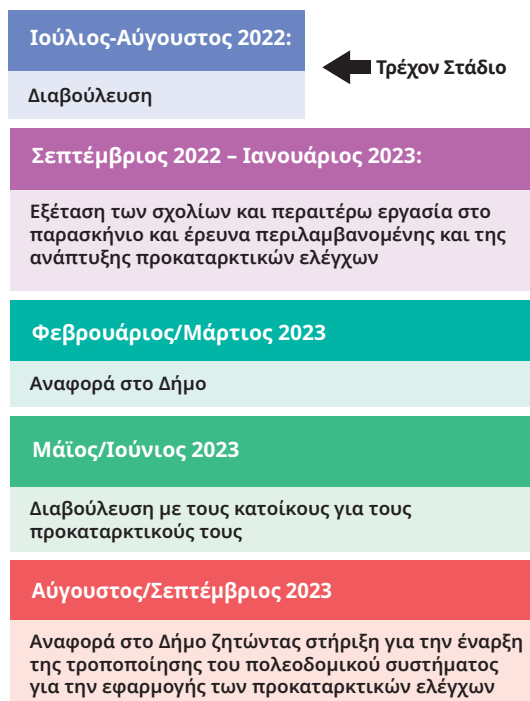 Ιούλιος-Αύγουστος 2022:
Τρέχον Στάδιο
Διαβούλευση
Σεπτέμβριος 2022 – Ιανουάριος 2023:
Εξέταση των σχολίων και περαιτέρω εργασία στο
παρασκήνιο και έρευνα περιλαμβανομένης και της
ανάπτυξης προκαταρκτικών ελέγχων
Φεβρουάριος/Μάρτιος 2023
Αναφορά στο Δήμο
Μάϊος/Ιούνιος 2023
Διαβούλευση με τους κατοίκους για τους
προκαταρκτικούς τους
Αύγουστος/Σεπτέμβριος 2023
Αναφορά στο Δήμο ζητώντας στήριξη για την έναρξη
της τροποποίησης του πολεοδομικού συστήματος
για την εφαρμογής των προκαταρκτικών ελέγχων